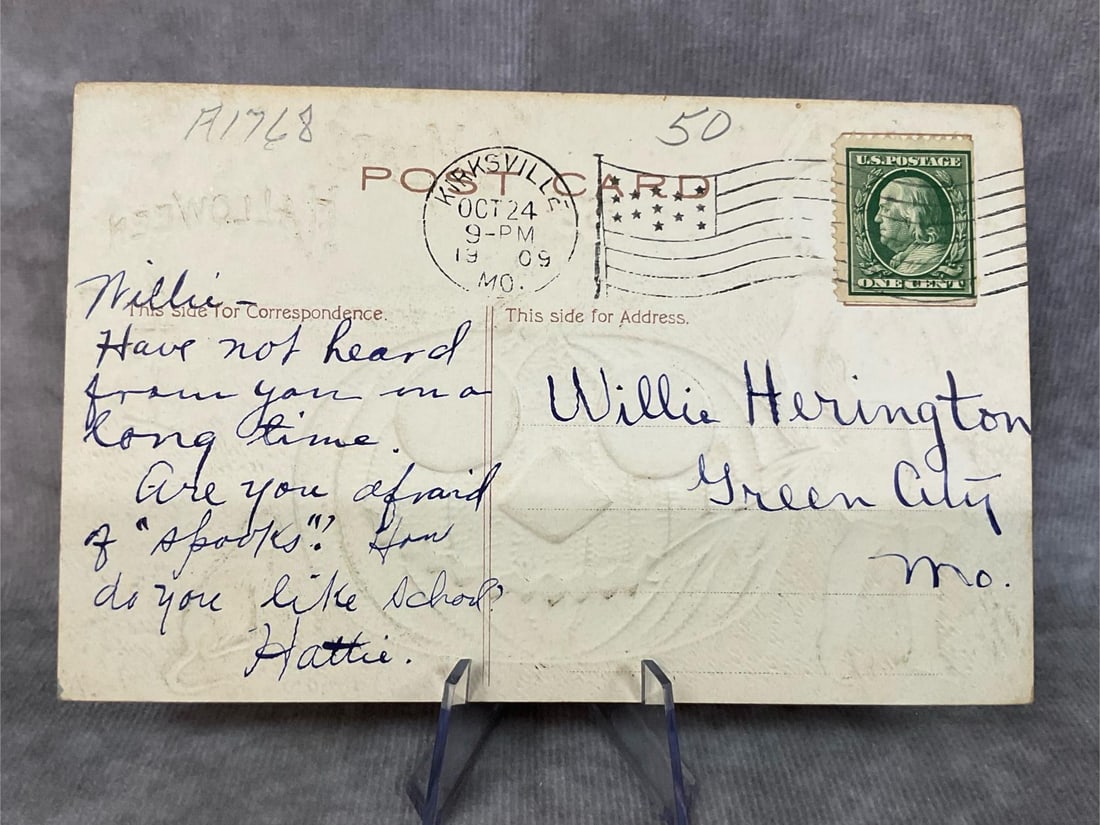 A1768
50
POST CARD
KIRKSVILLE
OCT 24
9-PM
19 09
MO.
U.S. POSTAGE
ONE CENT
HALLOWEEN
Willie -
This side for Correspondence.
Have not heard
from you in a
long time.
Are you afraid
of "spooks"? How
do you like school?
Hattie.
This side for Address.
Willie Herington
Green City
Mo.